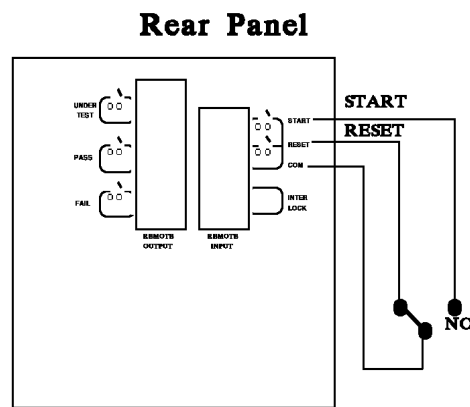 Rear Panel
UNDER
TEST
PASS
FAIL
REMOTE
OUTPUT
REMOTE
INPUT
START
RESET
COM
INTER
LOCK
START
RESET
NO